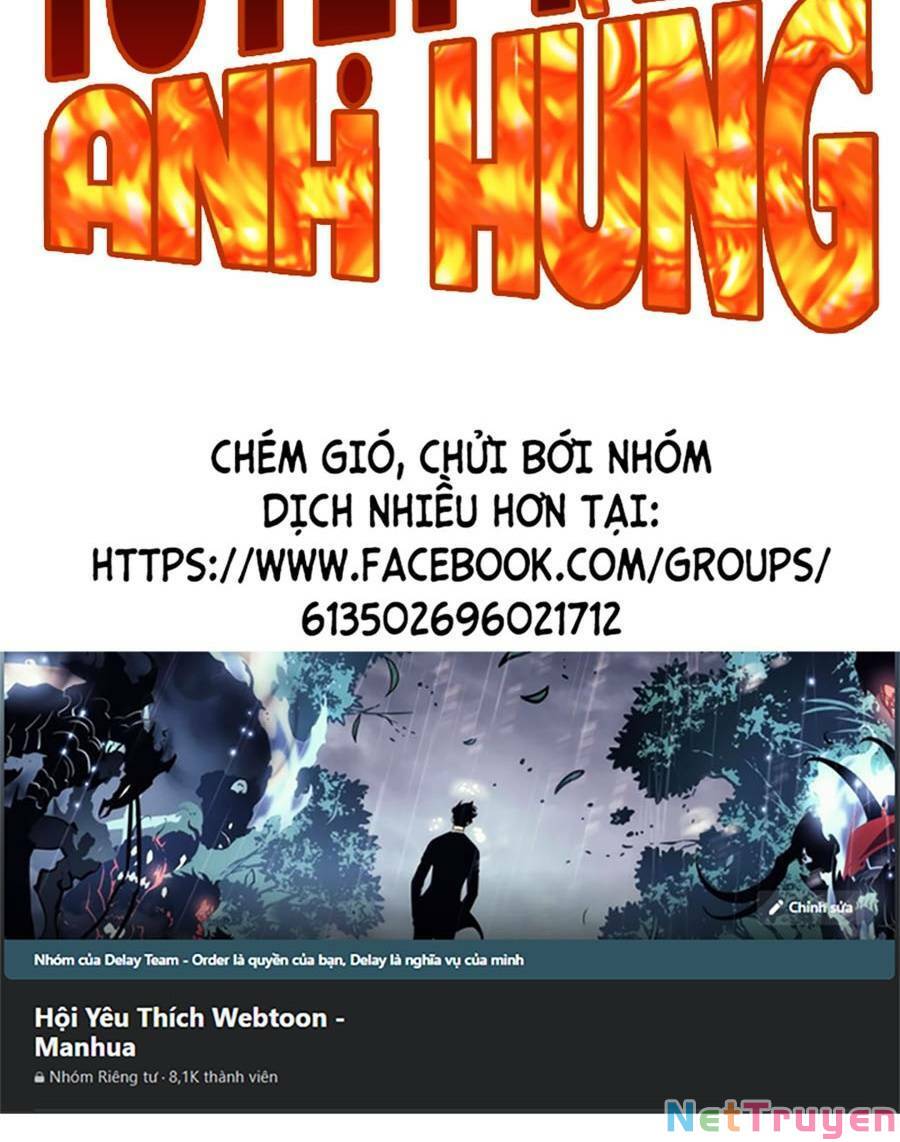 ANH HÙNG
CHÉM GIÓ, CHỬI BỚI NHÓM
DỊCH NHIỀU HƠN TẠI:
HTTPS://WWW.FACEBOOK.COM/GROUPS/
613502696021712
Chỉnh sửa
Nhóm của Delay Team - Order là quyền của bạn, Delay là nghĩa vụ của mình
Hội Yêu Thích Webtoon -
Manhua
Nhóm Riêng tư · 8,1K thành viên
NetTruyen